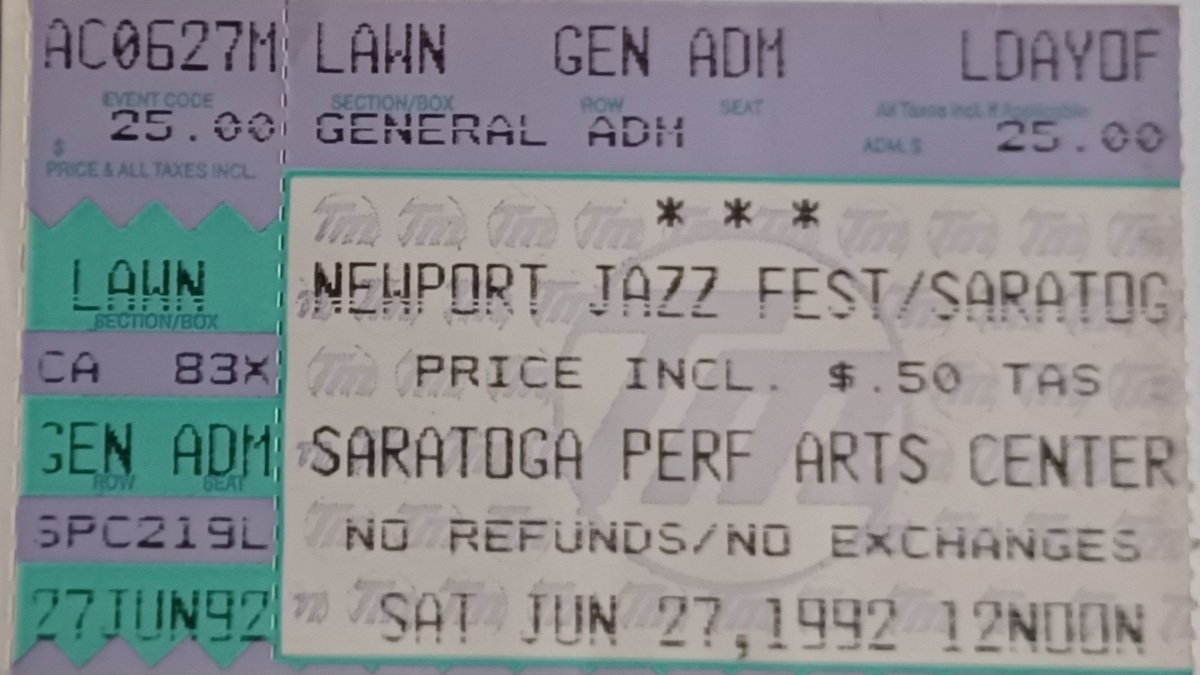 AC0627M LAWN GEN ADM LDAYOF
EVENT CODE SECTION/BOX ROW SEAT All Taxes Incl. If Applicable
25.00 GENERAL ADM ADM. $ 25.00
$
PRICE & ALL TAXES INCL.
* * *
LAWN
SECTION/BOX
NEWPORT JAZZ FEST/SARATOG
CA 83X
PRICE INCL. $.50 TAS
GEN ADM
ROW SEAT
SARATOGA PERF ARTS CENTER
SPC219L
NO REFUNDS/NO EXCHANGES
27JUN92
SAT JUN 27,1992 12NOON